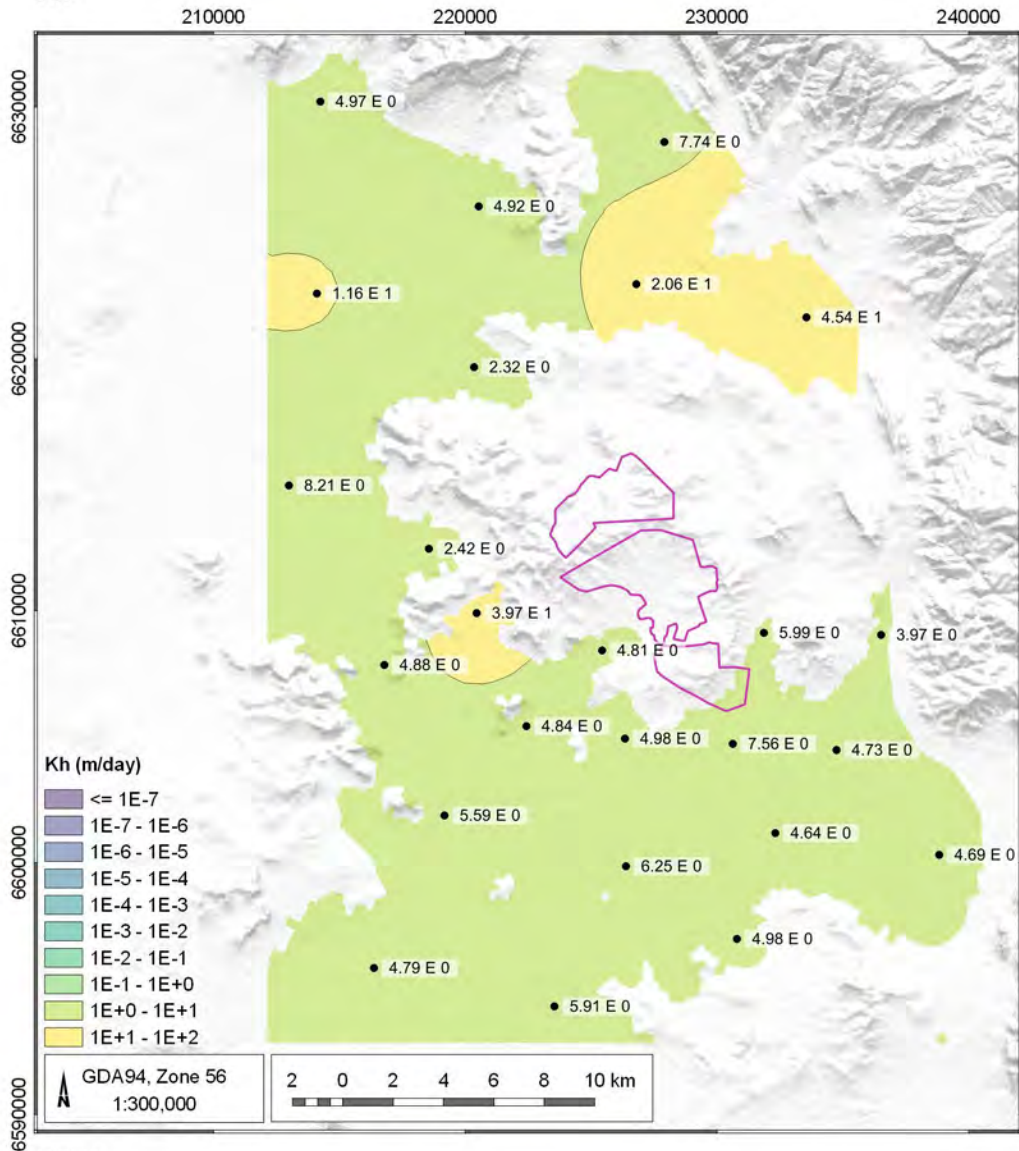 210000
220000
230000
240000
6630000
4.97 E 0
7.74 E 0
4.92 E 0
2.06 E 1
1.16 E 1
4.54 E 1
6620000
2.32 E 0
8.21 E 0
2.42 E 0
6610000
3.97 E 1
5.99 E 0
3.97 E 0
4.81 E 0
4.88 E 0
4.84 E 0
4.98 E 0
7.56 E 0
4.73 E 0
5.59 E 0
4.64 E 0
4.69 E 0
6600000
6.25 E 0
4.98 E 0
4.79 E 0
5.91 E 0
6590000
Kh (m/day)
<= 1E-7
1E-7 - 1E-6
1E-6 - 1E-5
1E-5 - 1E-4
1E-4 - 1E-3
1E-3 - 1E-2
1E-2 - 1E-1
1E-1 - 1E+0
1E+0 - 1E+1
1E+1 - 1E+2
N
GDA94, Zone 56
1:300,000
2 0 2 4 6 8 10 km